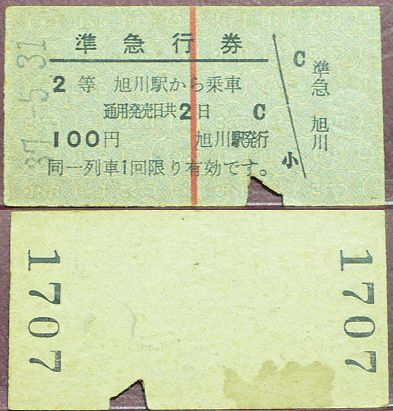 37.-5.31
準急行券
2等 旭川駅から乗車
通用発売日共2日 C
100円 旭川駅発行
同一列車1回限り有効です。
C 準急 旭川
小
1707
1707